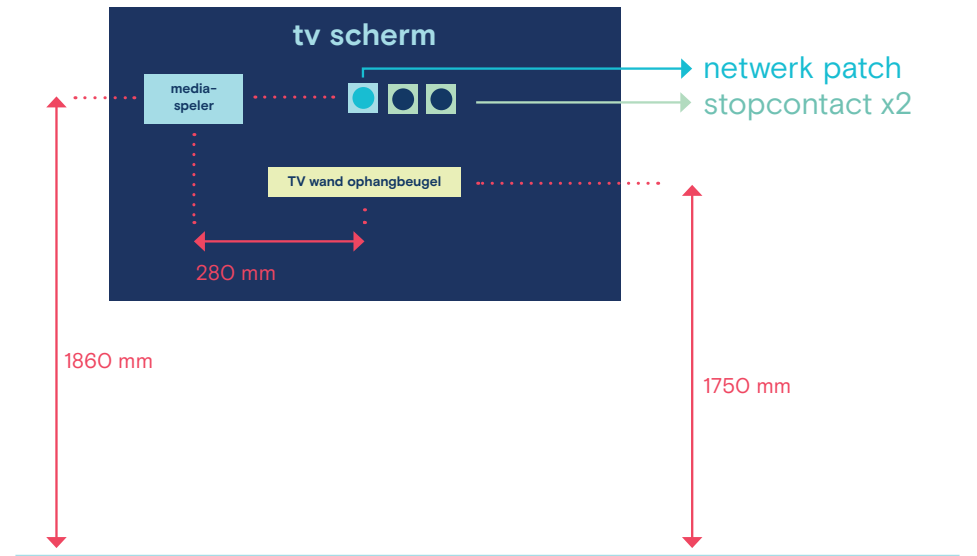 tv scherm
netwerk patch
media-
speler
stopcontact x2
TV wand ophangbeugel
280 mm
1860 mm
1750 mm